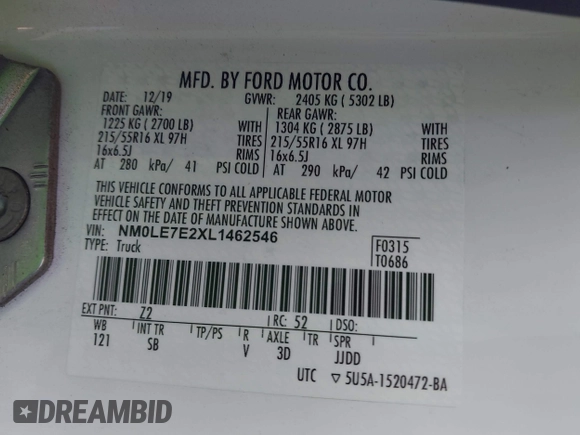 MFD. BY FORD MOTOR CO.
DATE: 12/19 GVWR: 2405 KG ( 5302 LB)
FRONT GAWR: REAR GAWR:
1225 KG ( 2700 LB) WITH 1304 KG ( 2875 LB) WITH
215/55R16 XL 97H TIRES 215/55R16 XL 97H TIRES
16x6.5J RIMS 16x6.5J RIMS
AT 280 kPa/ 41 PSI COLD AT 290 kPa/ 42 PSI COLD
THIS VEHICLE CONFORMS TO ALL APPLICABLE FEDERAL MOTOR
VEHICLE SAFETY AND THEFT PREVENTION STANDARDS IN
EFFECT ON THE DATE OF MANUFACTURE SHOWN ABOVE.
VIN: NM0LE7E2XL1462546 F0315
TYPE: Truck T0686
EXT PNT: Z2 RC: 52 DSO:
WB INT TR TP/PS R AXLE TR SPR
121 SB V 3D JJDD
UTC ▽ 5U5A-1520472-BA
DREAMBID